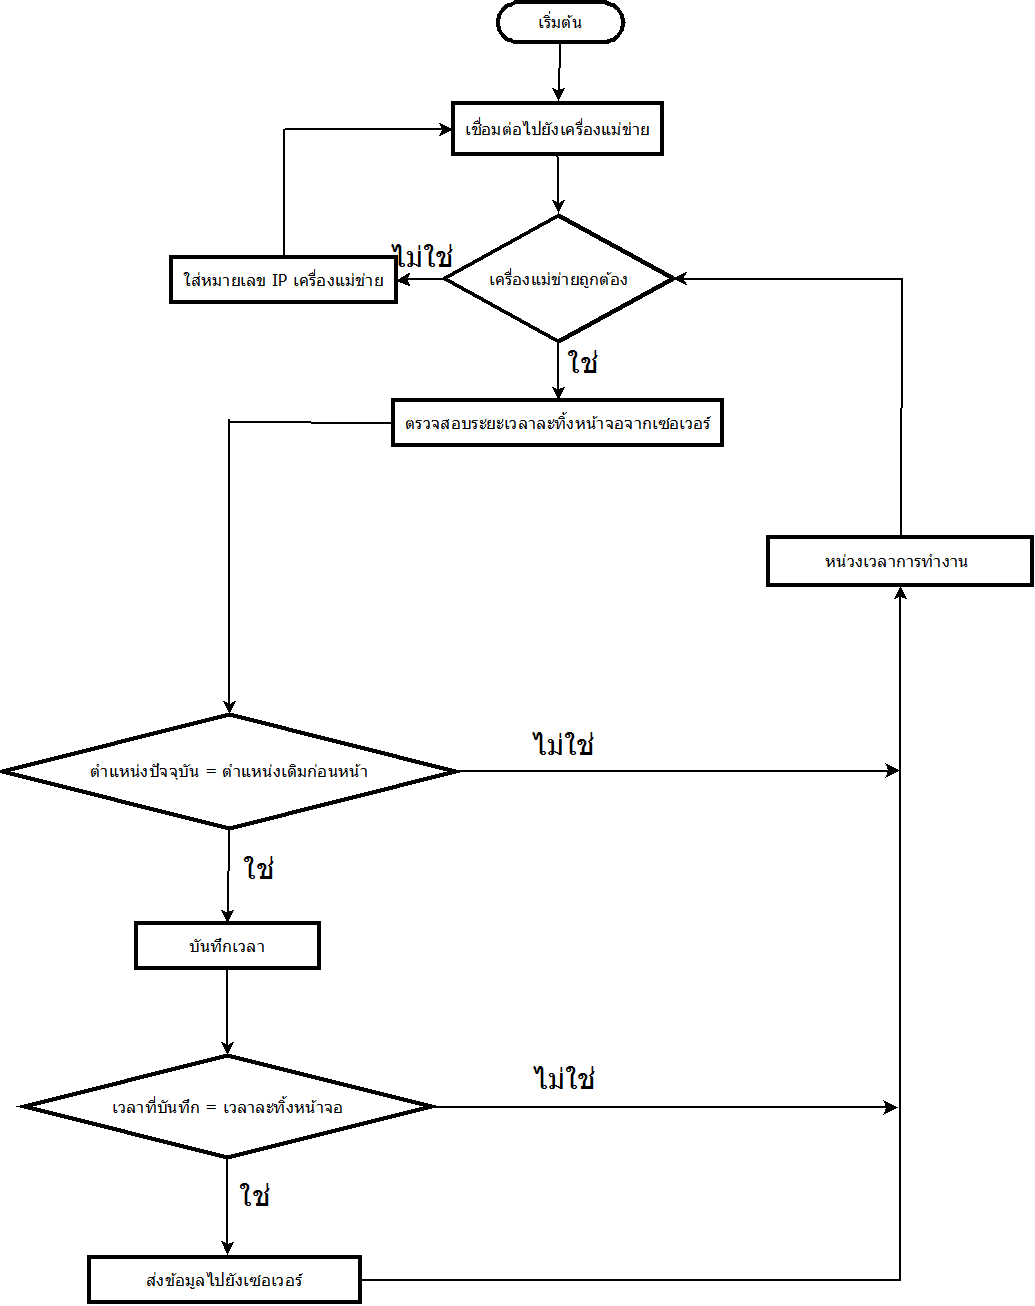 เริ่มต้น
เชื่อมต่อไปยังเครื่องแม่ข่าย
ไม่ใช่
ใส่หมายเลข IP เครื่องแม่ข่าย
เครื่องแม่ข่ายถูกต้อง
ใช่
ตรวจสอบระยะเวลาละทิ้งหน้าจอจากเซอเวอร์
หน่วงเวลาการทำงาน
ไม่ใช่
ตำแหน่งปัจจุบัน = ตำแหน่งเดิมก่อนหน้า
ใช่
บันทึกเวลา
ไม่ใช่
เวลาที่บันทึก = เวลาละทิ้งหน้าจอ
ใช่
ส่งข้อมูลไปยังเซอเวอร์